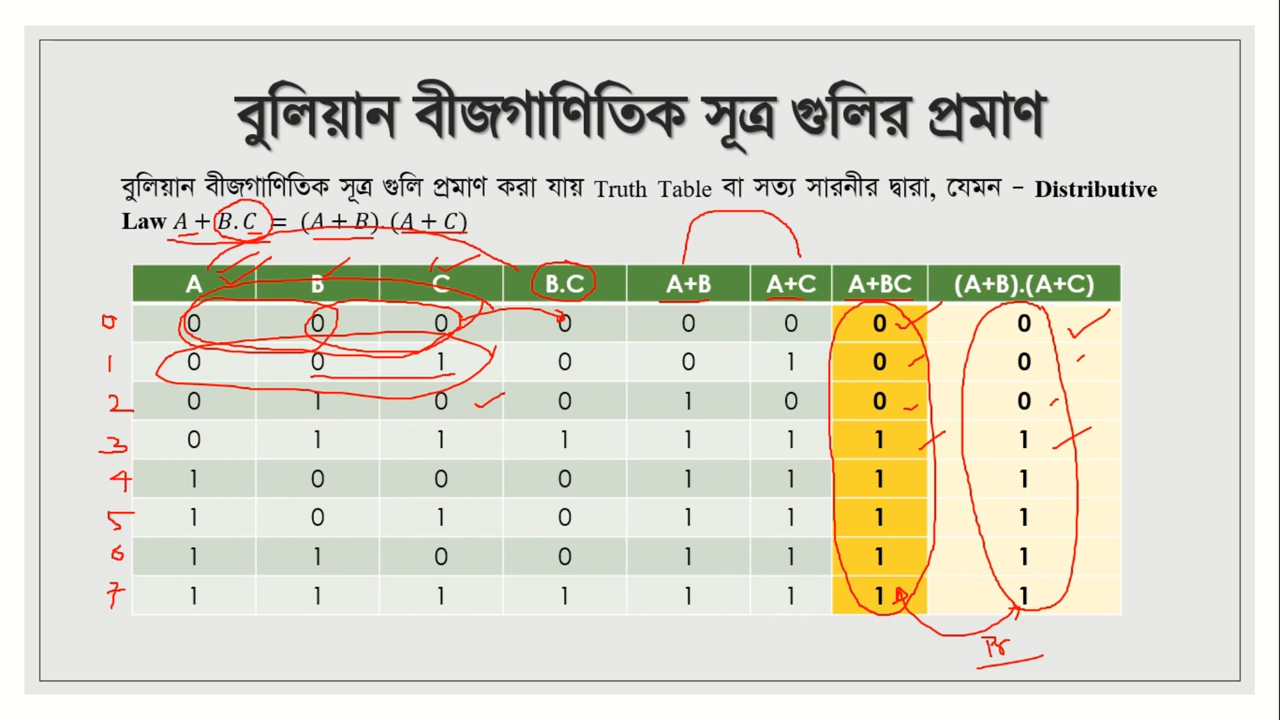 বুলিয়ান বীজগাণিতিক সূত্র গুলির প্রমাণ
বুলিয়ান বীজগাণিতিক সূত্র গুলি প্রমাণ করা যায় Truth Table বা সত্য সারনীর দ্বারা, যেমন – Distributive
Law A + B.C = (A + B).(A + C)
A B C B.C A+B A+C A+BC (A+B).(A+C)
0 0 0 0 0 0 0 0 0
1 0 0 1 0 0 1 0 0
2 0 1 0 0 1 0 0 0
3 0 1 1 1 1 1 1 1
4 1 0 0 0 1 1 1 1
5 1 0 1 0 1 1 1 1
6 1 1 0 0 1 1 1 1
7 1 1 1 1 1 1 1 1